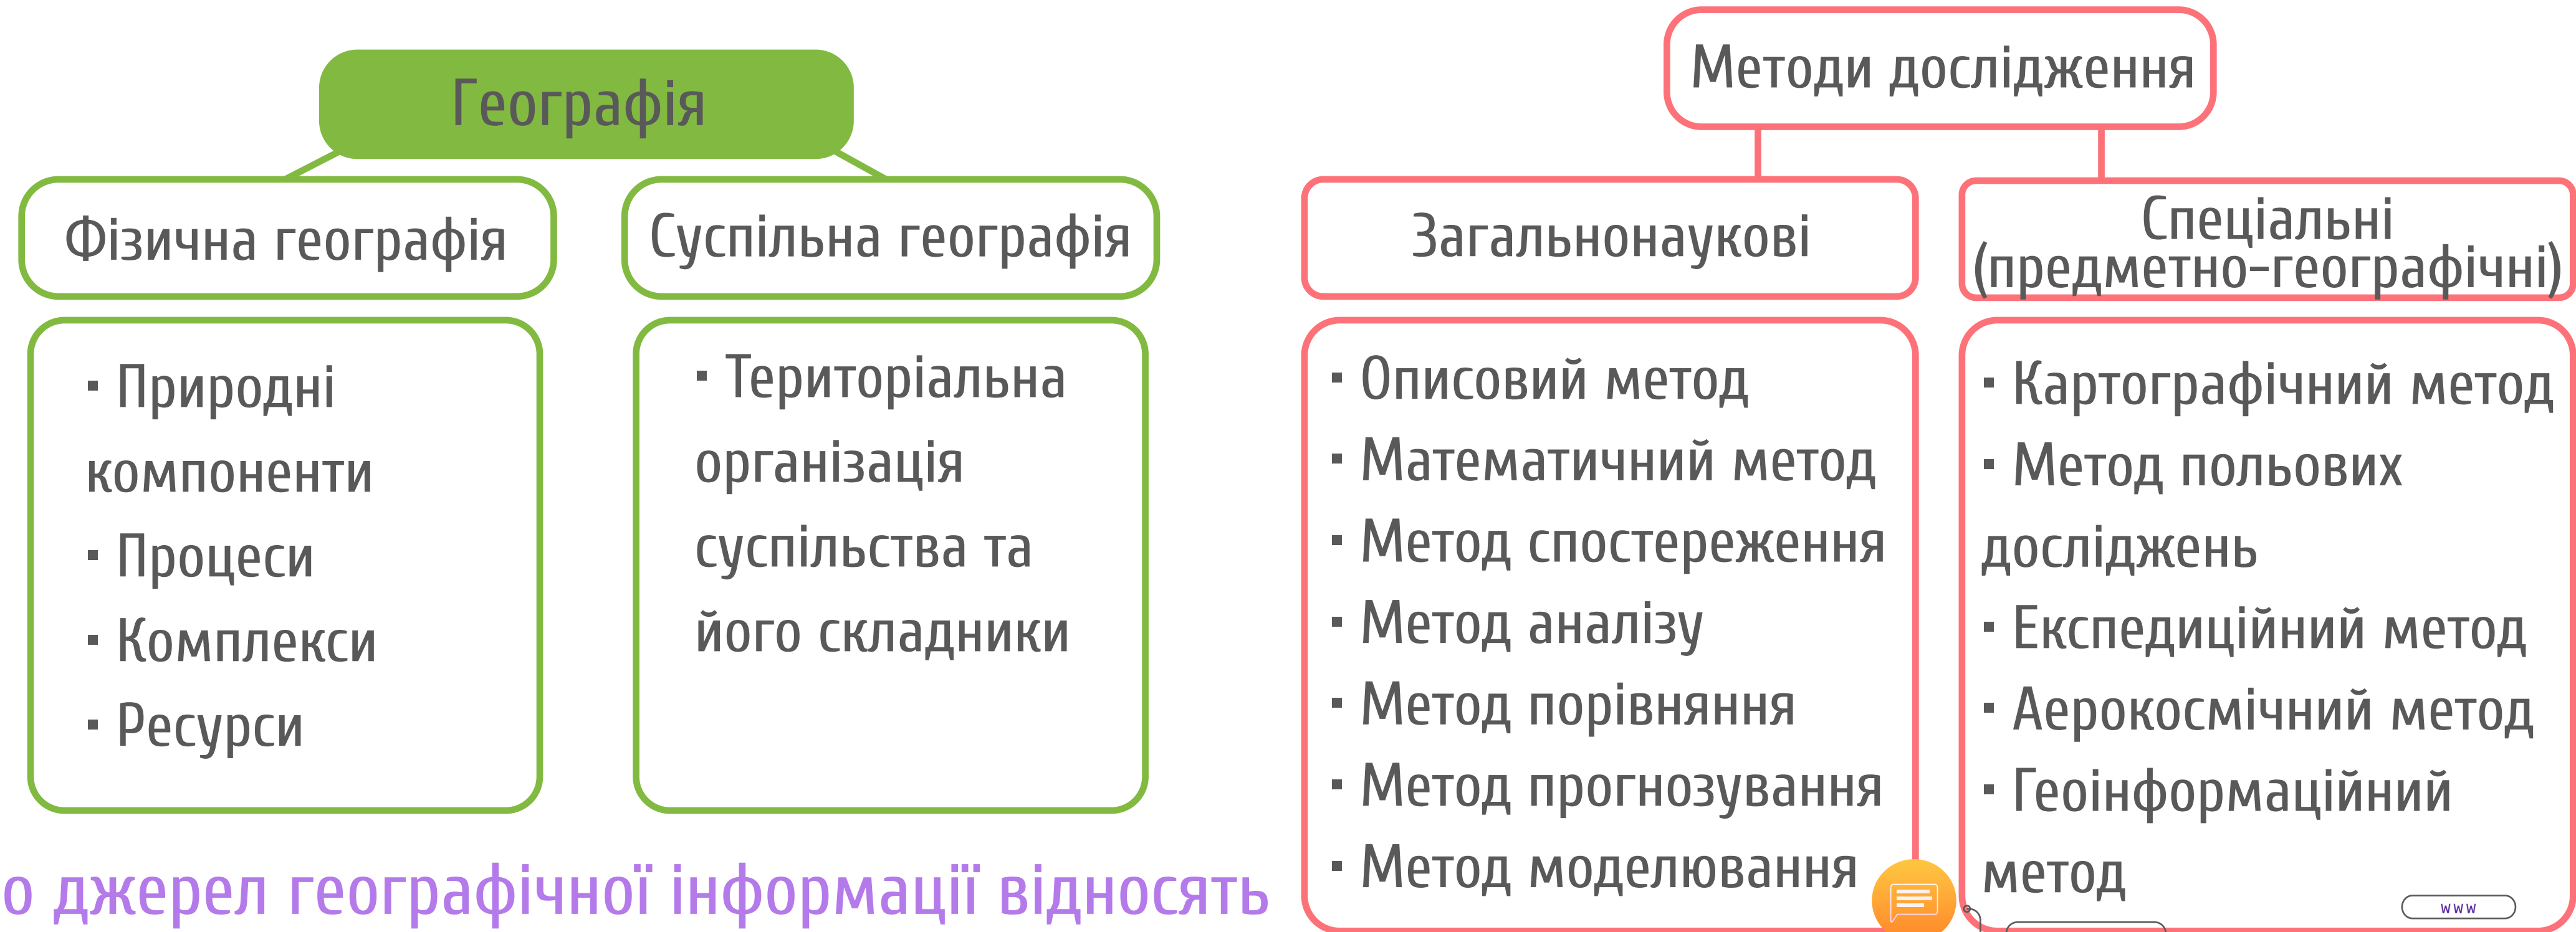 Географія
Фізична географія
Суспільна географія
· Природні
компоненти
· Процеси
· Комплекси
· Ресурси
· Територіальна
організація
суспільства та
його складники
о джерел географічної інформації відносять
Методи дослідження
Загальнонаукові
Спеціальні
(предметно-географічні)
· Описовий метод
· Математичний метод
· Метод спостереження
· Метод аналізу
· Метод порівняння
· Метод прогнозування
· Метод моделювання
· Картографічний метод
· Метод польових
досліджень
· Експедиційний метод
· Аерокосмічний метод
· Геоінформаційний
метод
www